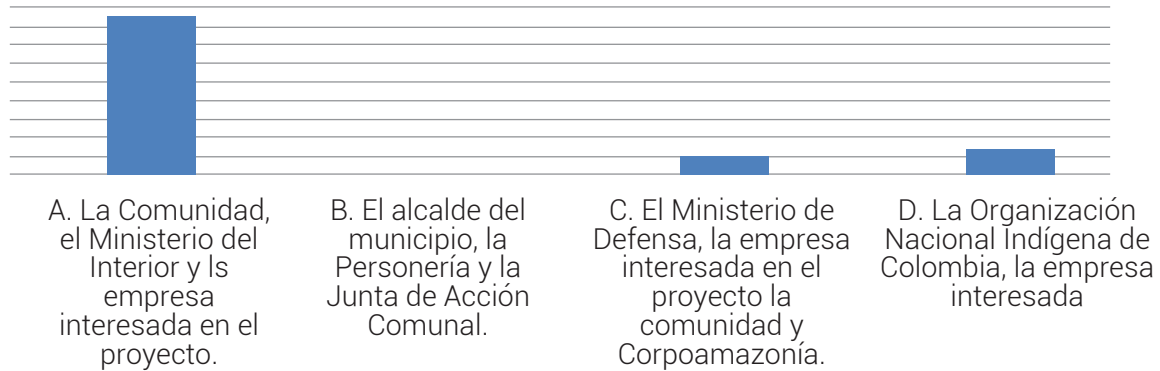 A. La Comunidad,
el Ministerio del
Interior y ls
empresa
interesada en el
proyecto.
B. El alcalde del
municipio, la
Personería y la
Junta de Acción
Comunal.
C. El Ministerio de
Defensa, la empresa
interesada en el
proyecto la
comunidad y
Corpoamazonía.
D. La Organización
Nacional Indígena de
Colombia, la empresa
interesada